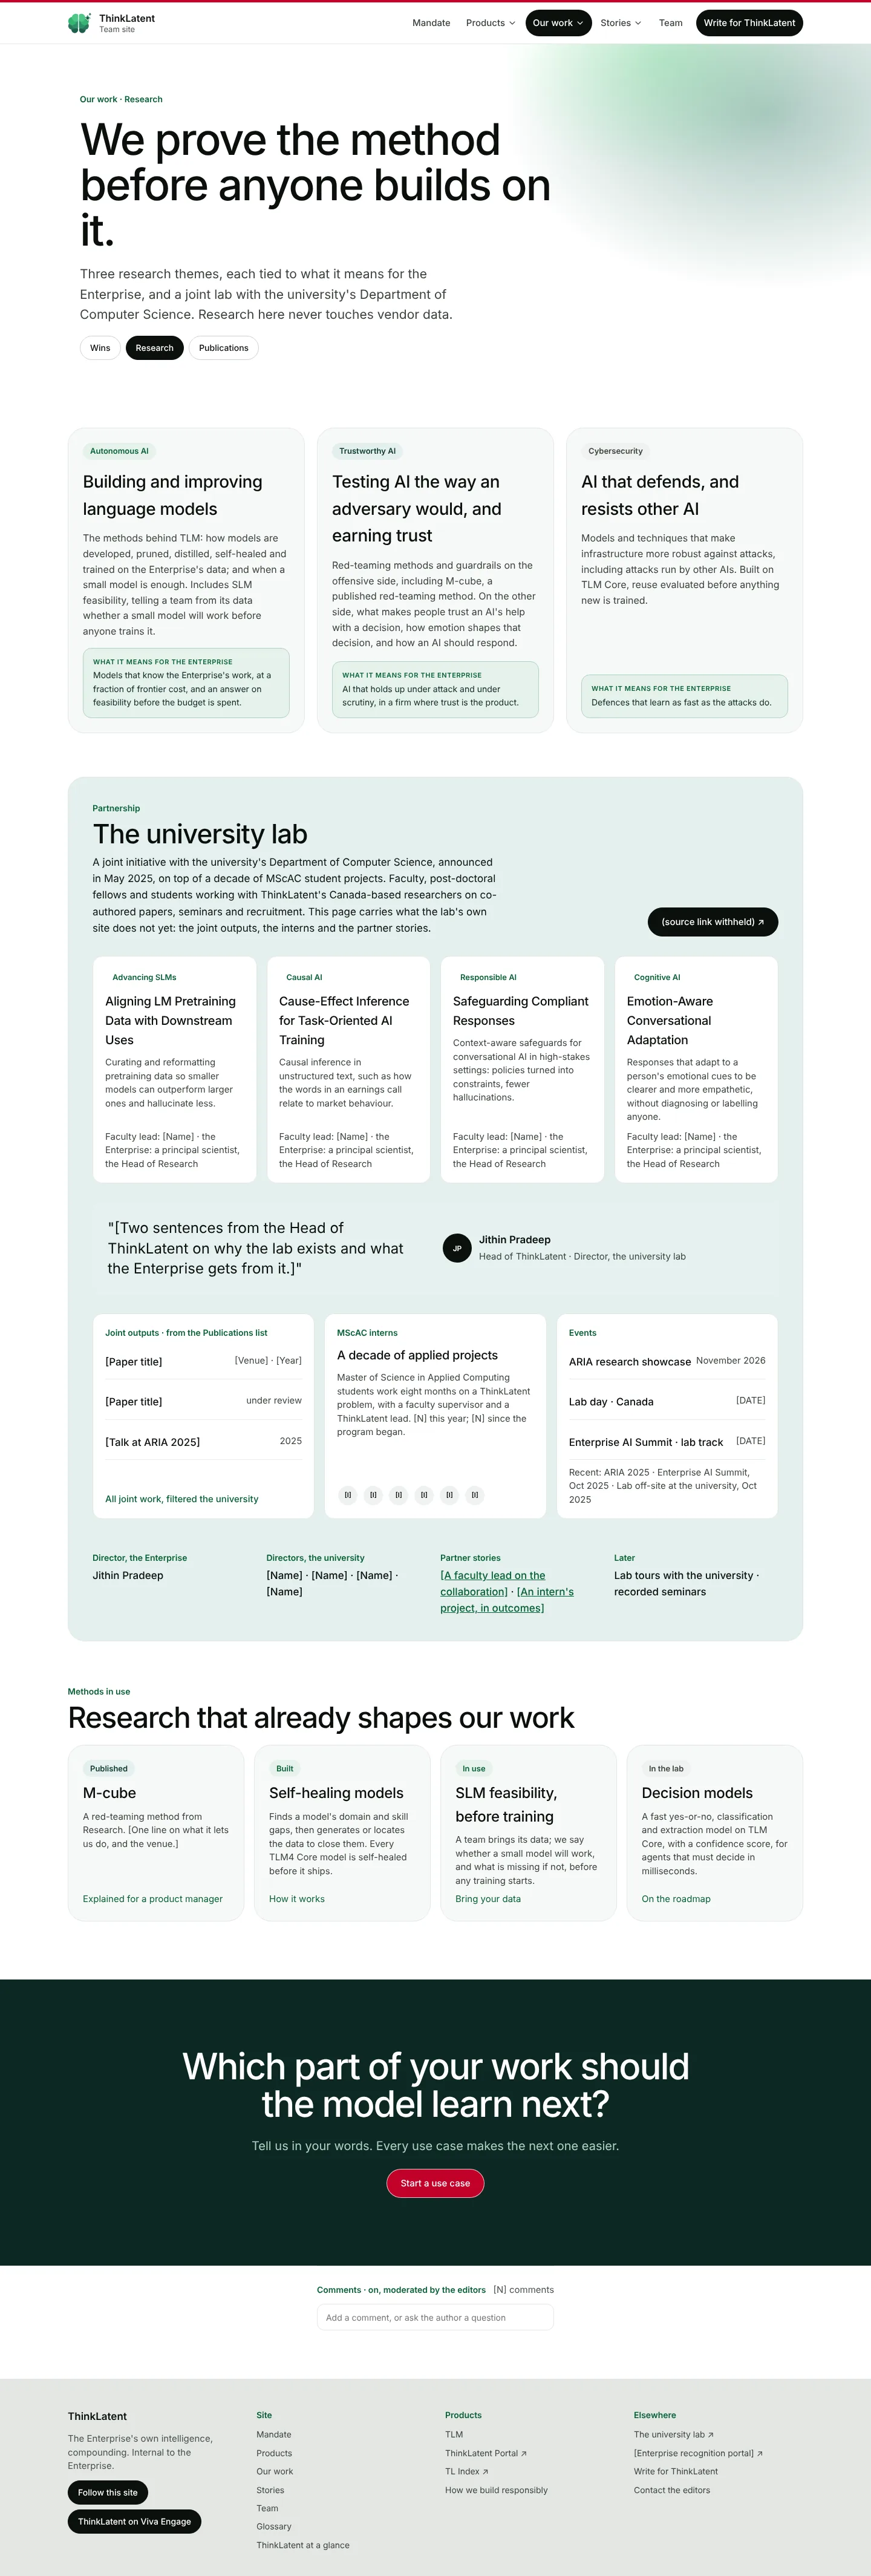 ThinkLatent
Team site
Mandate
Products
Our work
Stories
Team
Write for ThinkLatent
Our work · Research
We prove the method
before anyone builds on
it.
Three research themes, each tied to what it means for the
Enterprise, and a joint lab with the university's Department of
Computer Science. Research here never touches vendor data.
Wins
Research
Publications
Autonomous AI
Building and improving
language models
The methods behind TLM: how models are
developed, pruned, distilled, self-healed and
trained on the Enterprise's data; and when a
small model is enough. Includes SLM
feasibility, telling a team from its data
whether a small model will work before
anyone trains it.
WHAT IT MEANS FOR THE ENTERPRISE
Models that know the Enterprise's work, at a
fraction of frontier cost, and an answer on
feasibility before the budget is spent.
Trustworthy AI
Testing AI the way an
adversary would, and
earning trust
Red-teaming methods and guardrails on the
offensive side, including M-cube, a
published red-teaming method. On the other
side, what makes people trust an AI's help
with a decision, how emotion shapes that
decision, and how an AI should respond.
WHAT IT MEANS FOR THE ENTERPRISE
AI that holds up under attack and under
scrutiny, in a firm where trust is the product.
Cybersecurity
AI that defends, and
resists other AI
Models and techniques that make
infrastructure more robust against attacks,
including attacks run by other AIs. Built on
TLM Core, reuse evaluated before anything
new is trained.
WHAT IT MEANS FOR THE ENTERPRISE
Defences that learn as fast as the attacks do.
Partnership
The university lab
A joint initiative with the university's Department of Computer Science, announced
in May 2025, on top of a decade of MScAC student projects. Faculty, post-doctoral
fellows and students working with ThinkLatent's Canada-based researchers on co-
authored papers, seminars and recruitment. This page carries what the lab's own
site does not yet: the joint outputs, the interns and the partner stories.
(source link withheld) ↗
Advancing SLMs
Aligning LM Pretraining
Data with Downstream
Uses
Curating and reformatting
pretraining data so smaller
models can outperform larger
ones and hallucinate less.
Faculty lead: [Name] · the
Enterprise: a principal scientist,
the Head of Research
Causal AI
Cause-Effect Inference
for Task-Oriented AI
Training
Causal inference in
unstructured text, such as how
the words in an earnings call
relate to market behaviour.
Faculty lead: [Name] · the
Enterprise: a principal scientist,
the Head of Research
Responsible AI
Safeguarding Compliant
Responses
Context-aware safeguards for
conversational AI in high-stakes
settings: policies turned into
constraints, fewer
hallucinations.
Faculty lead: [Name] · the
Enterprise: a principal scientist,
the Head of Research
Cognitive AI
Emotion-Aware
Conversational
Adaptation
Responses that adapt to a
person's emotional cues to be
clearer and more empathetic,
without diagnosing or labelling
anyone.
Faculty lead: [Name] · the
Enterprise: a principal scientist,
the Head of Research
"[Two sentences from the Head of
ThinkLatent on why the lab exists and what
the Enterprise gets from it.]"
JP
Jithin Pradeep
Head of ThinkLatent · Director, the university lab
Joint outputs · from the Publications list
[Paper title] [Venue] · [Year]
[Paper title] under review
[Talk at ARIA 2025] 2025
All joint work, filtered the university
MScAC interns
A decade of applied projects
Master of Science in Applied Computing
students work eight months on a ThinkLatent
problem, with a faculty supervisor and a
ThinkLatent lead. [N] this year; [N] since the
program began.
[I] [I] [I] [I] [I] [I]
Events
ARIA research showcase November 2026
Lab day · Canada [DATE]
Enterprise AI Summit · lab track [DATE]
Recent: ARIA 2025 · Enterprise AI Summit,
Oct 2025 · Lab off-site at the university, Oct
2025
Director, the Enterprise
Jithin Pradeep
Directors, the university
[Name] · [Name] · [Name] ·
[Name]
Partner stories
[A faculty lead on the
collaboration] · [An intern's
project, in outcomes]
Later
Lab tours with the university ·
recorded seminars
Methods in use
Research that already shapes our work
Published
M-cube
A red-teaming method from
Research. [One line on what it lets
us do, and the venue.]
Explained for a product manager
Built
Self-healing models
Finds a model's domain and skill
gaps, then generates or locates
the data to close them. Every
TLM4 Core model is self-healed
before it ships.
How it works
In use
SLM feasibility,
before training
A team brings its data; we say
whether a small model will work,
and what is missing if not, before
any training starts.
Bring your data
In the lab
Decision models
A fast yes-or-no, classification
and extraction model on TLM
Core, with a confidence score, for
agents that must decide in
milliseconds.
On the roadmap
Which part of your work should
the model learn next?
Tell us in your words. Every use case makes the next one easier.
Start a use case
Comments · on, moderated by the editors [N] comments
Add a comment, or ask the author a question
ThinkLatent
The Enterprise's own intelligence,
compounding. Internal to the
Enterprise.
Follow this site
ThinkLatent on Viva Engage
Site
Mandate
Products
Our work
Stories
Team
Glossary
ThinkLatent at a glance
Products
TLM
ThinkLatent Portal ↗
TL Index ↗
How we build responsibly
Elsewhere
The university lab ↗
[Enterprise recognition portal] ↗
Write for ThinkLatent
Contact the editors